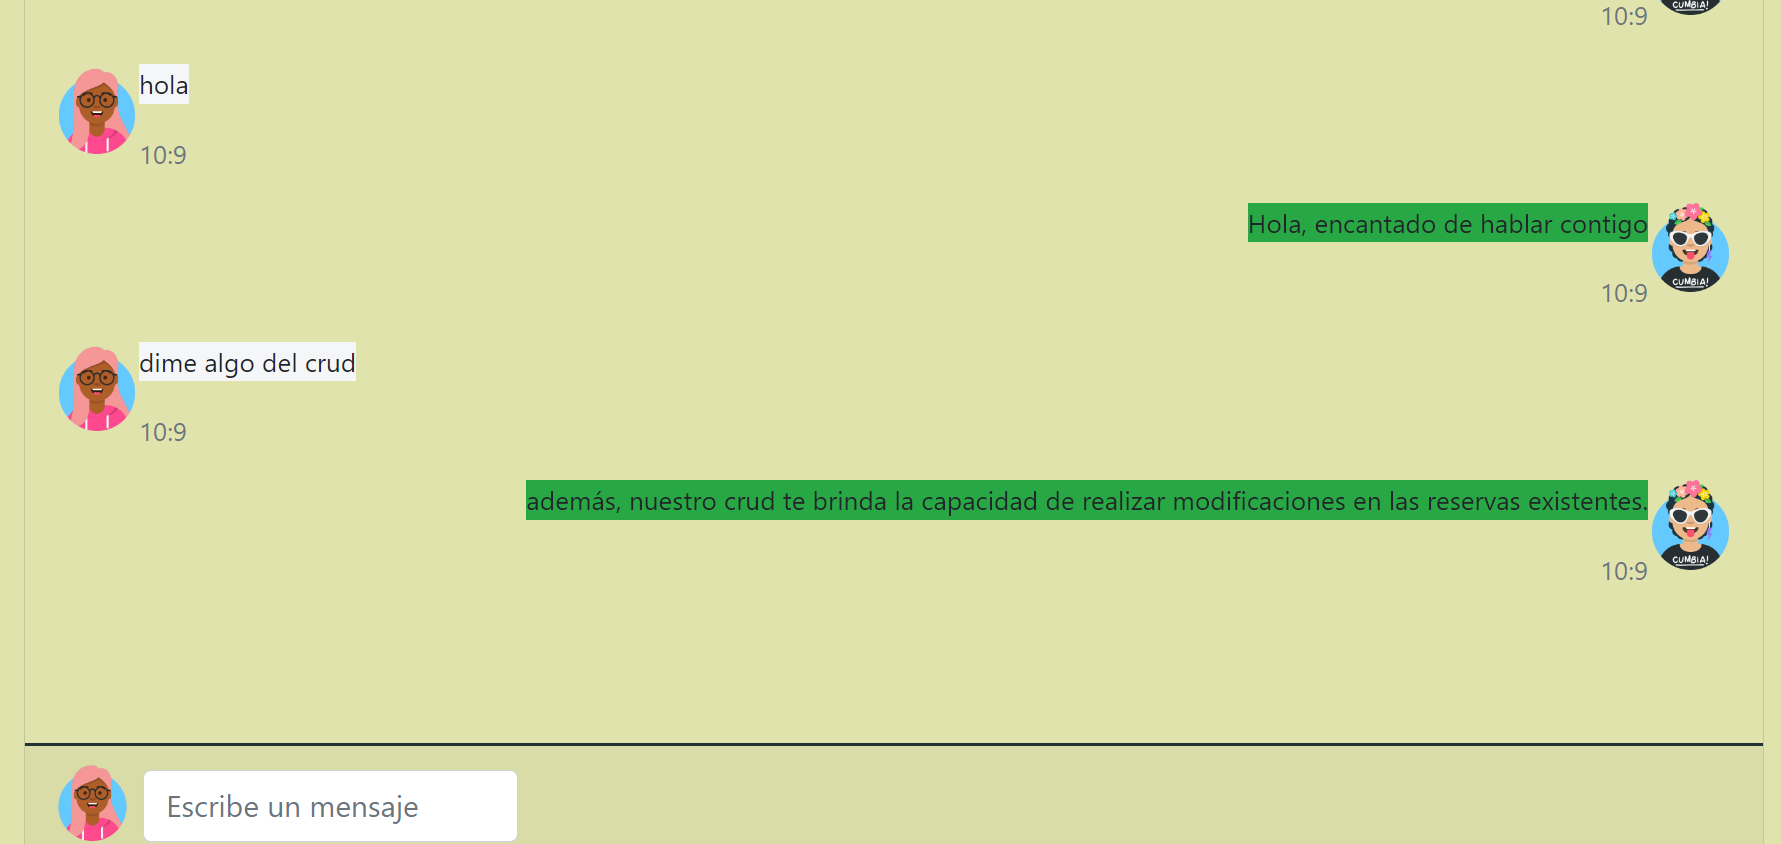 CUMBIA!
10:9
hola
10:9
Hola, encantado de hablar contigo
CUMBIA!
10:9
dime algo del crud
10:9
además, nuestro crud te brinda la capacidad de realizar modificaciones en las reservas existentes.
CUMBIA!
10:9
Escribe un mensaje